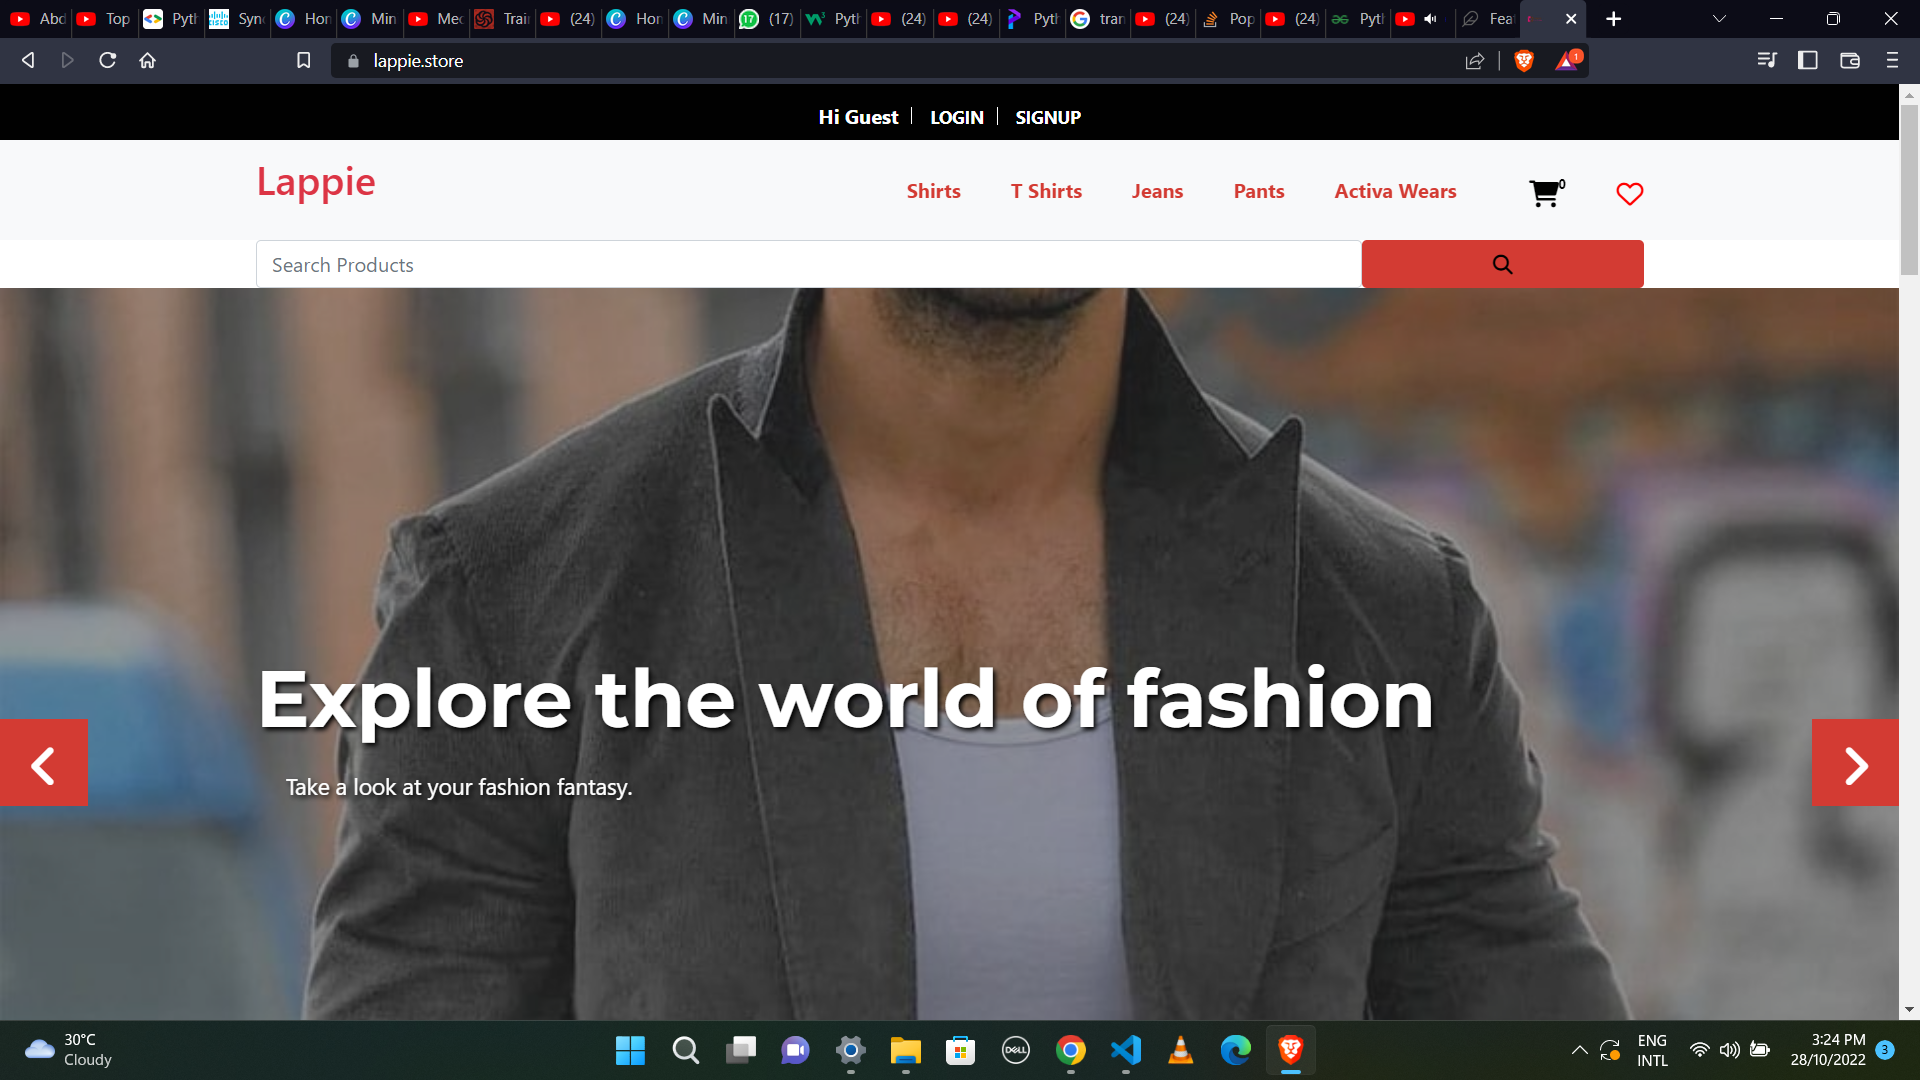 Abd Top Pyth Sync Hon Min Mec Trai (24) Hon Min (17) Pyth (24) (24) Pyth tran (24) Pop (24) Pyth Feat
lappie.store
1
Hi Guest LOGIN SIGNUP
Lappie Shirts T Shirts Jeans Pants Activa Wears 0
Search Products
Explore the world of fashion
Take a look at your fashion fantasy.
30°C
Cloudy
ENG
INTL
3:24 PM
28/10/2022
3